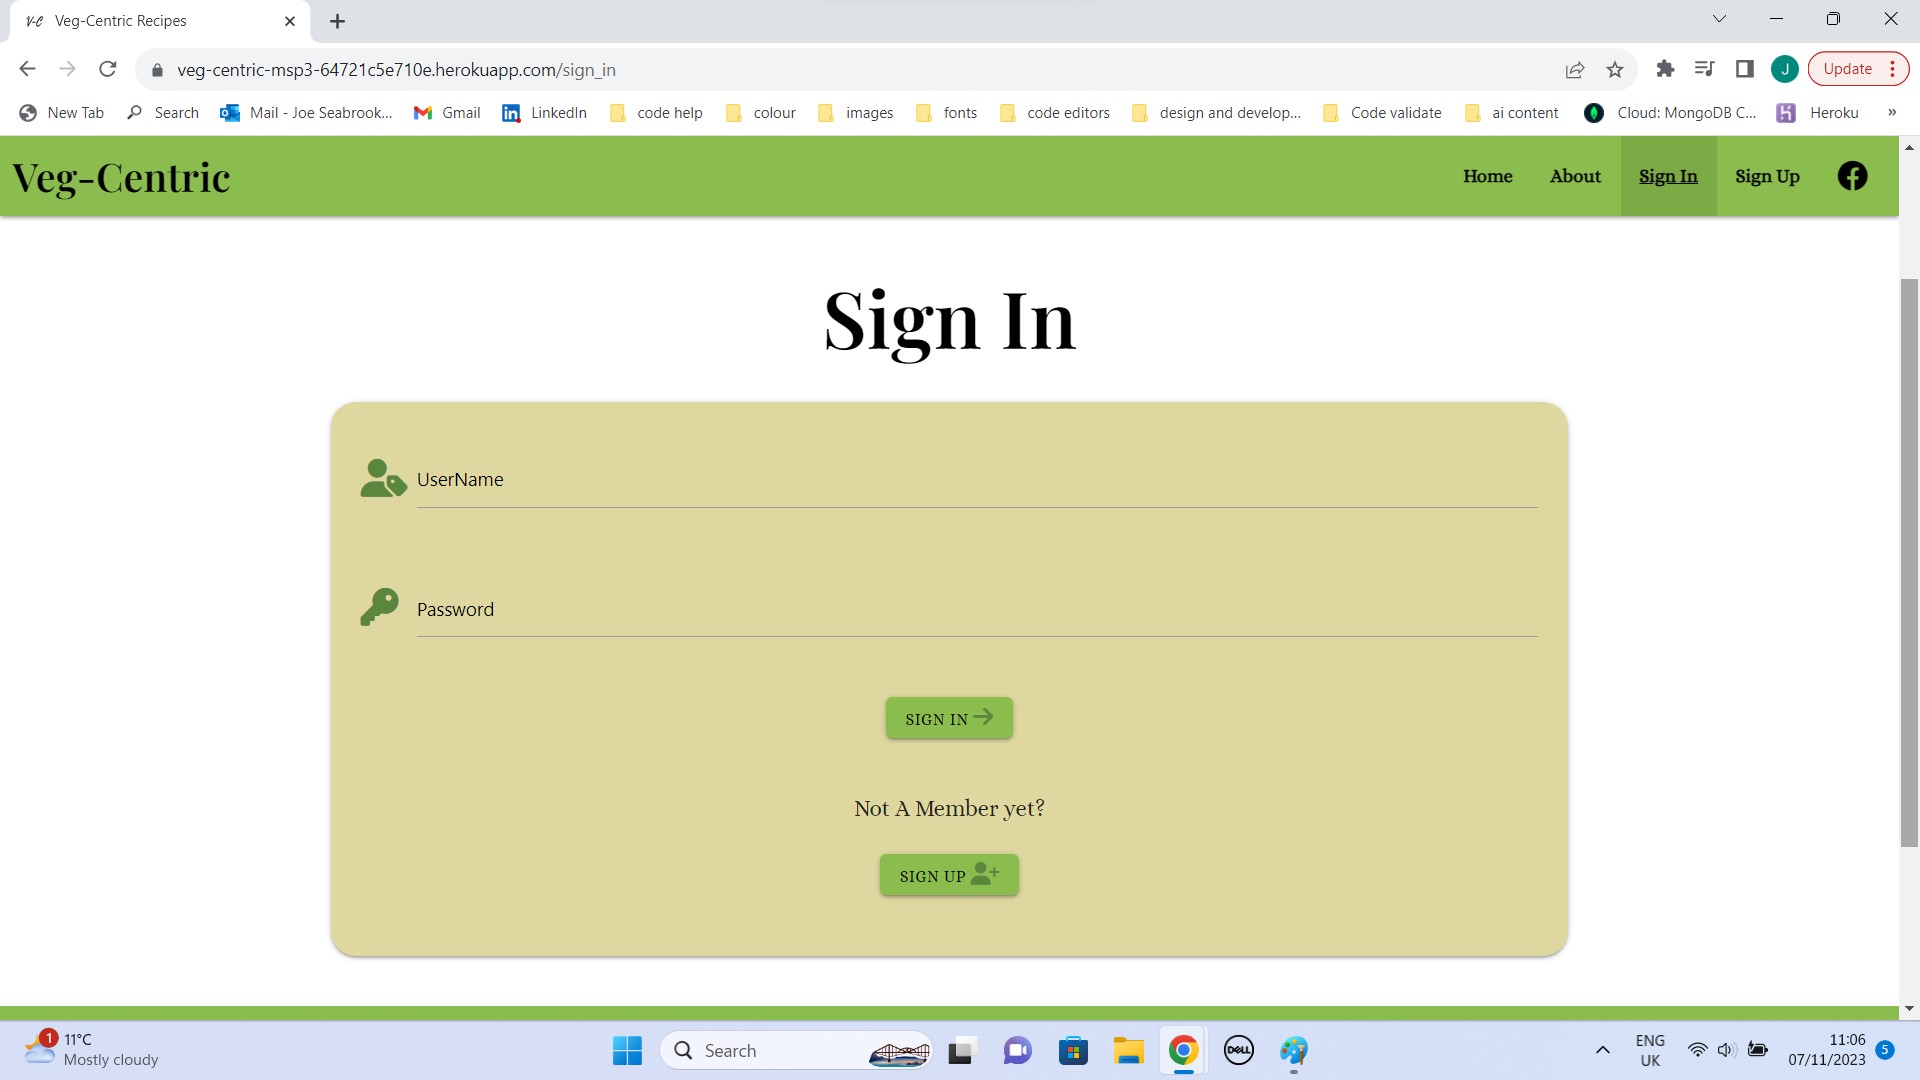 V-C Veg-Centric Recipes
veg-centric-msp3-64721c5e710e.herokuapp.com/sign_in
J
Update
New Tab
Search
Mail - Joe Seabrook...
Gmail
LinkedIn
code help
colour
images
fonts
code editors
design and develop...
Code validate
ai content
Cloud: MongoDB C...
Heroku
»
Veg-Centric
Home
About
Sign In
Sign Up
Sign In
UserName
Password
SIGN IN
Not A Member yet?
SIGN UP
1
11°C
Mostly cloudy
Search
DELL
ENG
UK
11:06
07/11/2023
5